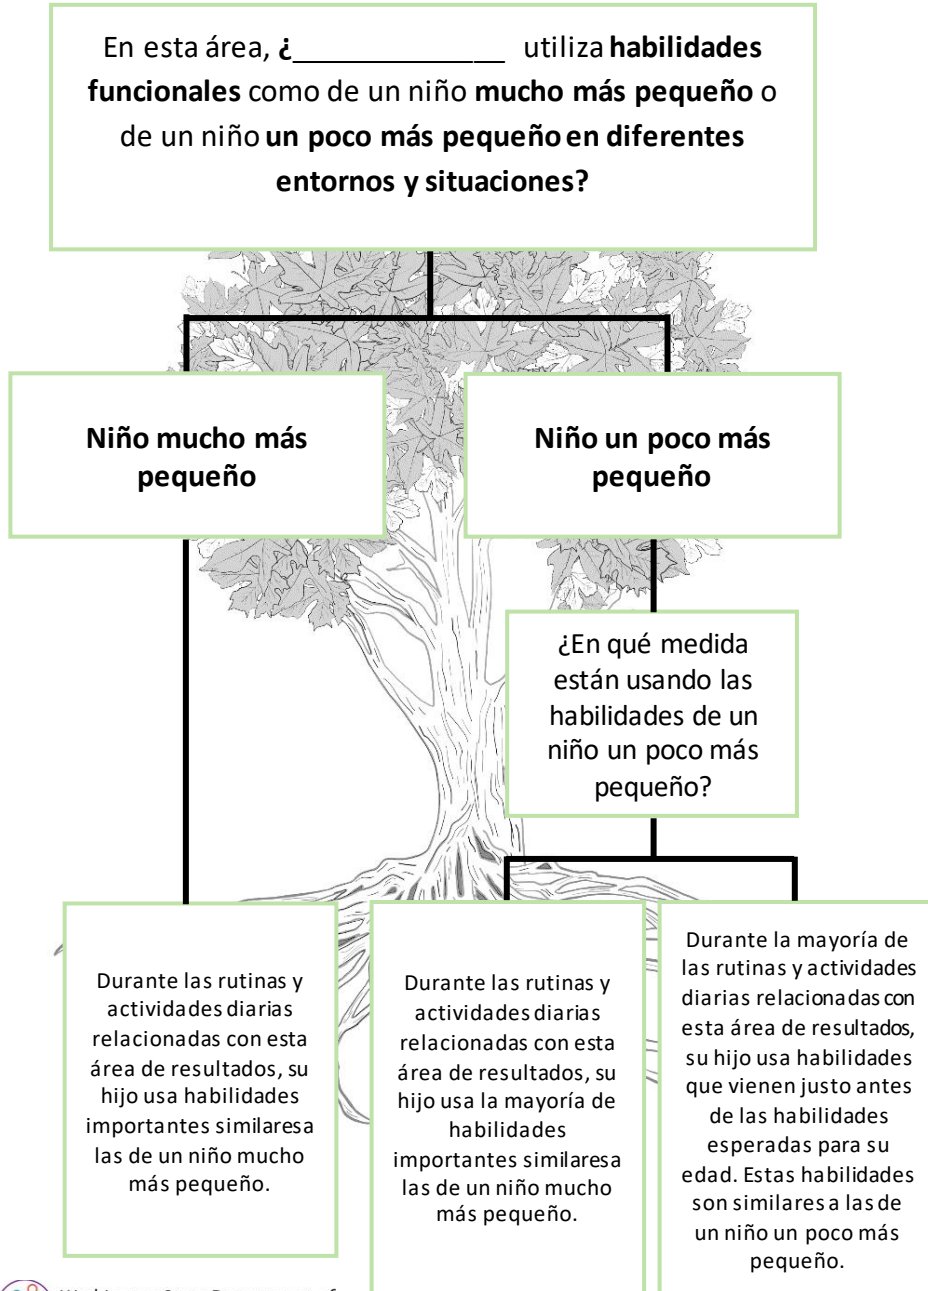 En esta área, ¿______________ utiliza habilidades
funcionales como de un niño mucho más pequeño o
de un niño un poco más pequeño en diferentes
entornos y situaciones?
Niño mucho más
pequeño
Niño un poco más
pequeño
¿En qué medida
están usando las
habilidades de un
niño un poco más
pequeño?
Durante las rutinas y
actividades diarias
relacionadas con esta
área de resultados, su
hijo usa habilidades
importantes similaresa
las de un niño mucho
más pequeño.
Durante las rutinas y
actividades diarias
relacionadas con esta
área de resultados, su
hijo usa la mayoría de
habilidades
importantes similaresa
las de un niño mucho
más pequeño.
Durante la mayoría de
las rutinas y actividades
diarias relacionadas con
esta área de resultados,
su hijo usa habilidades
que vienen justo antes
de las habilidades
esperadas para su
edad. Estas habilidades
son similares a las de
un niño un poco más
pequeño.